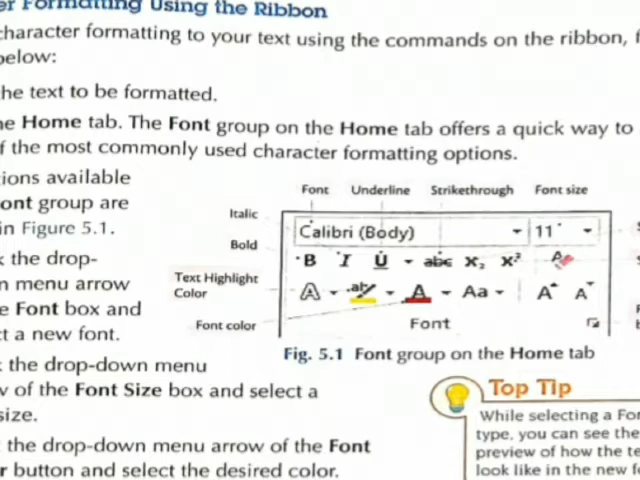 er Formatting Using the Ribbon
character formatting to your text using the commands on the ribbon, f
below:
the text to be formatted.
he Home tab. The Font group on the Home tab offers a quick way to
f the most commonly used character formatting options.
ions available
ont group are
in Figure 5.1.
k the drop-
n menu arrow
e Font box and
ct a new font.
Font Underline Strikethrough Font size
Italic
Bold
Text Highlight
Color
Font color
Calibri (Body) 11
B I U abc X₂ X² A
A aby A Aa A A
Font
Fig. 5.1 Font group on the Home tab
k the drop-down menu
w of the Font Size box and select a
size.
t the drop-down menu arrow of the Font
r button and select the desired color.
Top Tip
While selecting a For
type, you can see the
preview of how the te
look like in the new f